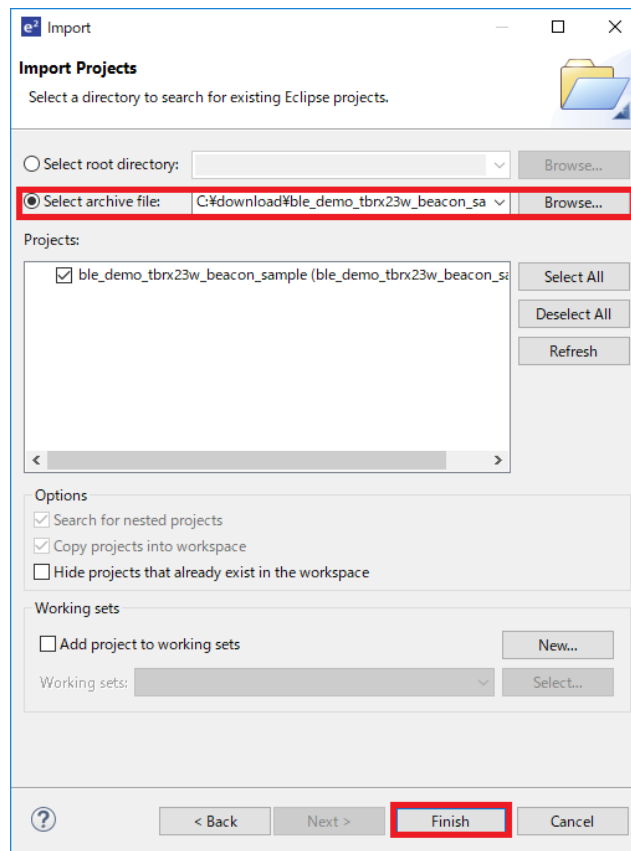 e² Import
Import Projects
Select a directory to search for existing Eclipse projects.
Select root directory: Browse...
Select archive file: C:¥download¥ble_demo_tbrx23w_beacon_sa Browse...
Projects:
ble_demo_tbrx23w_beacon_sample (ble_demo_tbrx23w_beacon_sa Select All
Deselect All
Refresh
Options
Search for nested projects
Copy projects into workspace
Hide projects that already exist in the workspace
Working sets
Add project to working sets New...
Working sets: Select...
? < Back Next > Finish Cancel